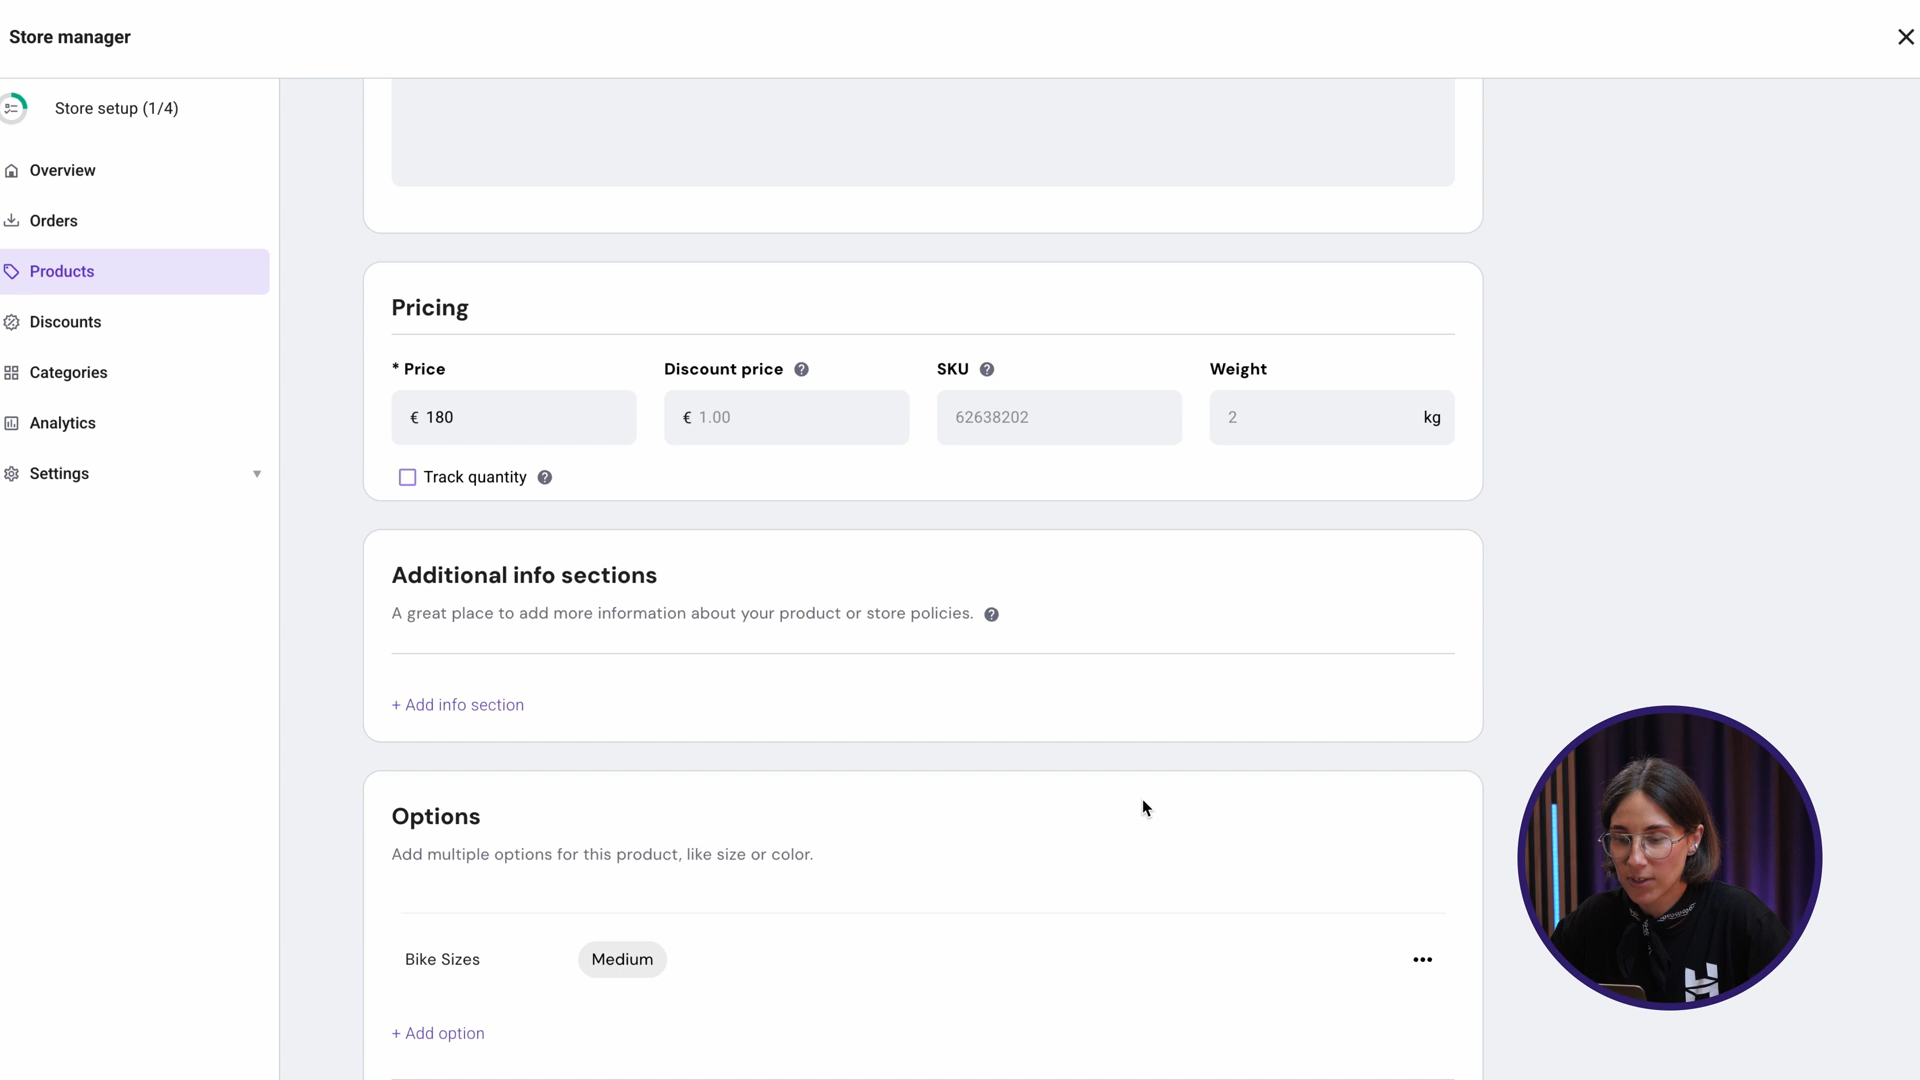 Store manager
Store setup (1/4)
Overview
Orders
Products
Discounts
Categories
Analytics
Settings
Pricing
* Price
Discount price
SKU
Weight
€ 180
€ 1.00
62638202
2 kg
Track quantity
Additional info sections
A great place to add more information about your product or store policies.
+ Add info section
Options
Add multiple options for this product, like size or color.
Bike Sizes
Medium
+ Add option